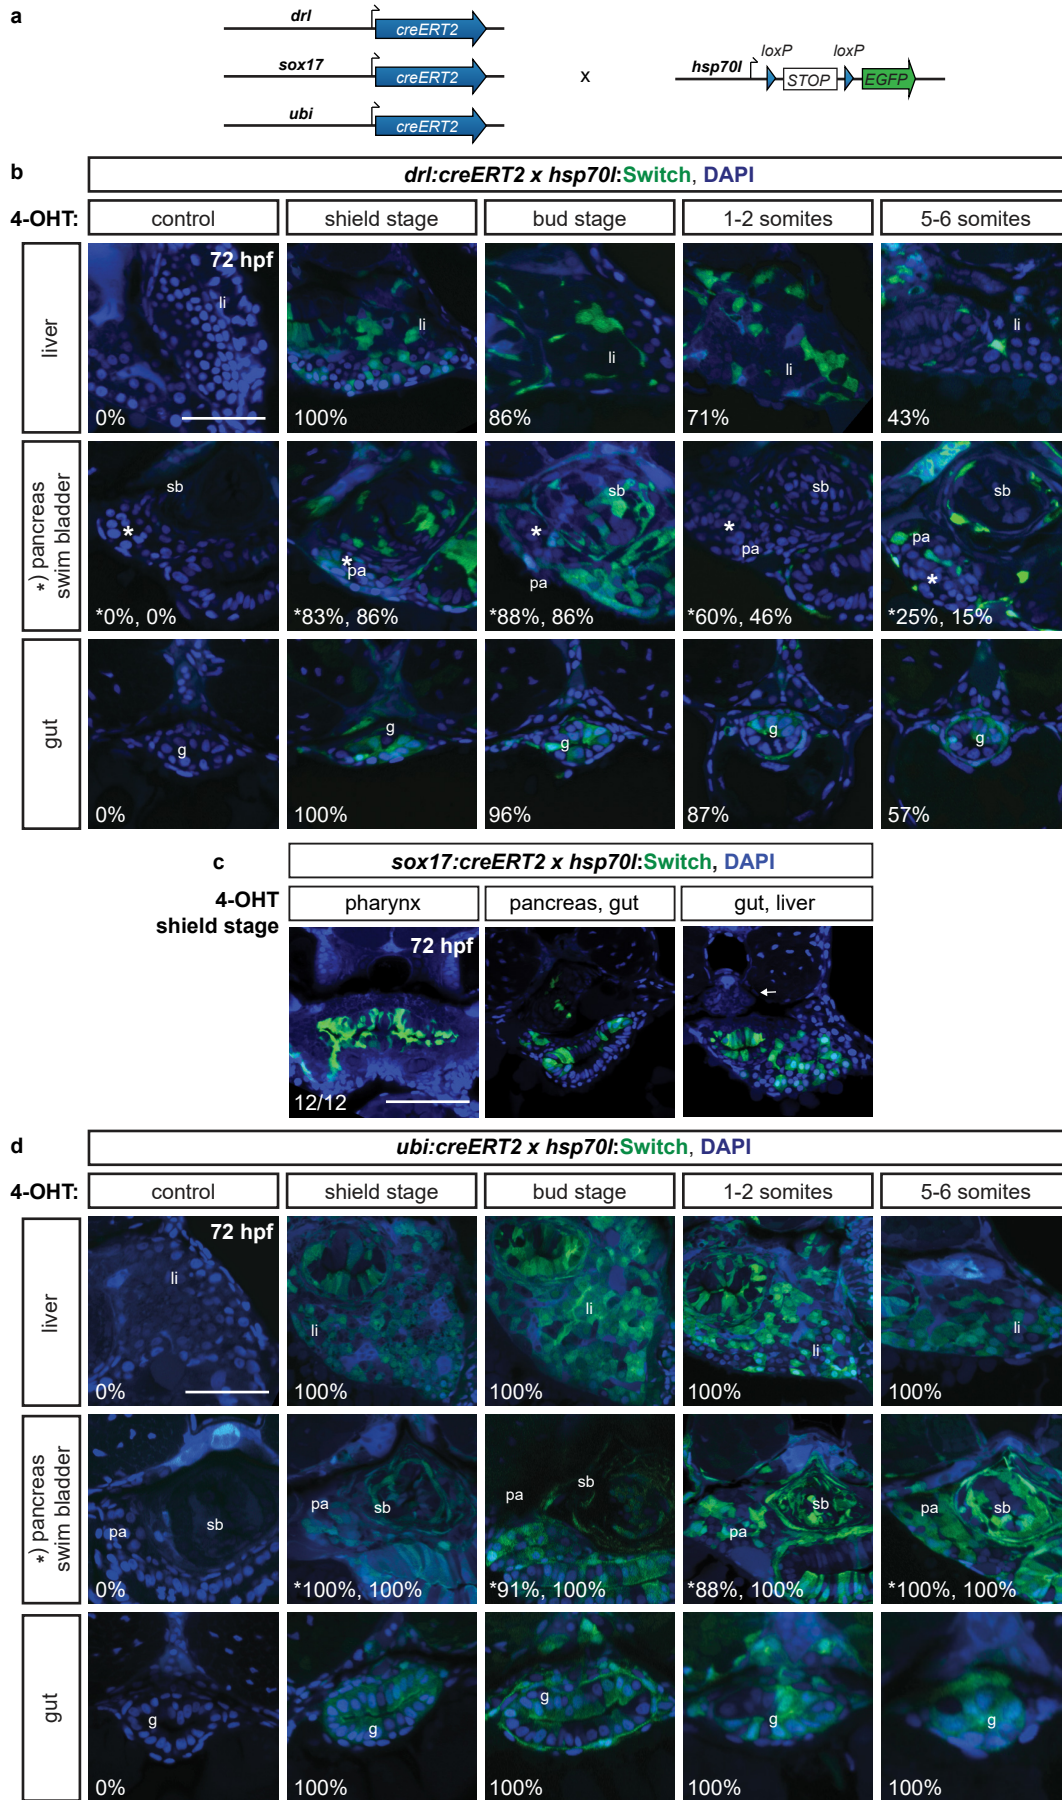 a
drl
creERT2
sox17
creERT2
ubi
creERT2
x
loxP loxP
hsp70l
STOP
EGFP
b
drl:creERT2 x hsp70l:Switch, DAPI
4-OHT: control shield stage bud stage 1-2 somites 5-6 somites
liver
72 hpf
li li li li li
0% 100% 86% 71% 43%
*) pancreas
swim bladder
sb sb sb sb
* * * * *
pa pa pa pa
*0%, 0% *83%, 86% *88%, 86% *60%, 46% *25%, 15%
gut
g g g g g
0% 100% 96% 87% 57%
c
sox17:creERT2 x hsp70l:Switch, DAPI
4-OHT
shield stage
pharynx pancreas, gut gut, liver
72 hpf
12/12
d
ubi:creERT2 x hsp70l:Switch, DAPI
4-OHT: control shield stage bud stage 1-2 somites 5-6 somites
liver
72 hpf
li li li li li
0% 100% 100% 100% 100%
*) pancreas
swim bladder
pa sb pa sb pa sb pa sb pa sb
0% *100%, 100% *91%, 100% *88%, 100% *100%, 100%
gut
g g g g g
0% 100% 100% 100% 100%